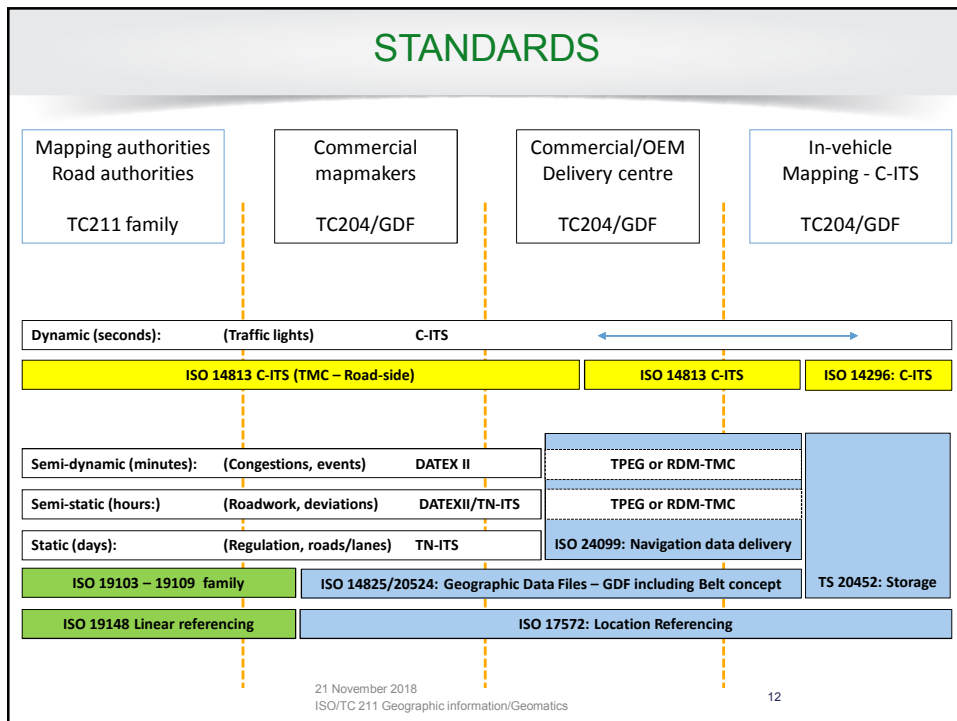 STANDARDS
Mapping authorities
Road authorities
TC211 family
Commercial
mapmakers
TC204/GDF
Commercial/OEM
Delivery centre
TC204/GDF
In-vehicle
Mapping - C-ITS
TC204/GDF
Dynamic (seconds): (Traffic lights) C-ITS
ISO 14813 C-ITS (TMC – Road-side) ISO 14813 C-ITS ISO 14296: C-ITS
Semi-dynamic (minutes): (Congestions, events) DATEX II TPEG or RDM-TMC
Semi-static (hours:) (Roadwork, deviations) DATEXII/TN-ITS TPEG or RDM-TMC
Static (days): (Regulation, roads/lanes) TN-ITS ISO 24099: Navigation data delivery
ISO 19103 – 19109 family ISO 14825/20524: Geographic Data Files – GDF including Belt concept TS 20452: Storage
ISO 19148 Linear referencing ISO 17572: Location Referencing
21 November 2018
ISO/TC 211 Geographic information/Geomatics
12